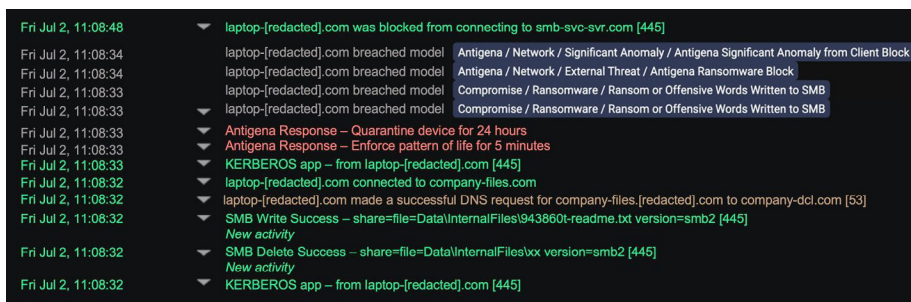 Fri Jul 2, 11:08:48 laptop-[redacted].com was blocked from connecting to smb-svc-svr.com [445]
Fri Jul 2, 11:08:34 laptop-[redacted].com breached model Antigena / Network / Significant Anomaly / Antigena Significant Anomaly from Client Block
Fri Jul 2, 11:08:34 laptop-[redacted].com breached model Antigena / Network / External Threat / Antigena Ransomware Block
Fri Jul 2, 11:08:33 laptop-[redacted].com breached model Compromise / Ransomware / Ransom or Offensive Words Written to SMB
Fri Jul 2, 11:08:33 laptop-[redacted].com breached model Compromise / Ransomware / Ransom or Offensive Words Written to SMB
Fri Jul 2, 11:08:33 Antigena Response – Quarantine device for 24 hours
Fri Jul 2, 11:08:33 Antigena Response – Enforce pattern of life for 5 minutes
Fri Jul 2, 11:08:33 KERBEROS app – from laptop-[redacted].com [445]
Fri Jul 2, 11:08:32 laptop-[redacted].com connected to company-files.com
Fri Jul 2, 11:08:32 laptop-[redacted].com made a successful DNS request for company-files.[redacted].com to company-dcl.com [53]
Fri Jul 2, 11:08:32 SMB Write Success – share=file=Data\InternalFiles\943860t-readme.txt version=smb2 [445]
New activity
Fri Jul 2, 11:08:32 SMB Delete Success – share=file=Data\InternalFiles\xx version=smb2 [445]
New activity
Fri Jul 2, 11:08:32 KERBEROS app – from laptop-[redacted].com [445]